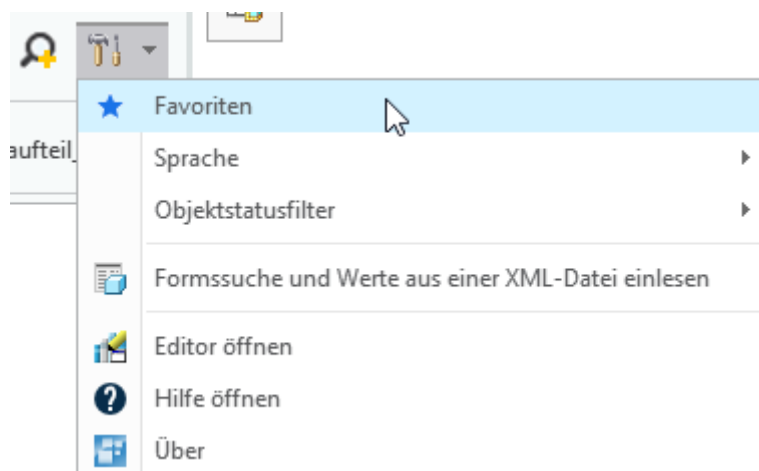 Favoriten
aufteil_
Sprache
Objektstatusfilter
Formssuche und Werte aus einer XML-Datei einlesen
Editor öffnen
Hilfe öffnen
Über